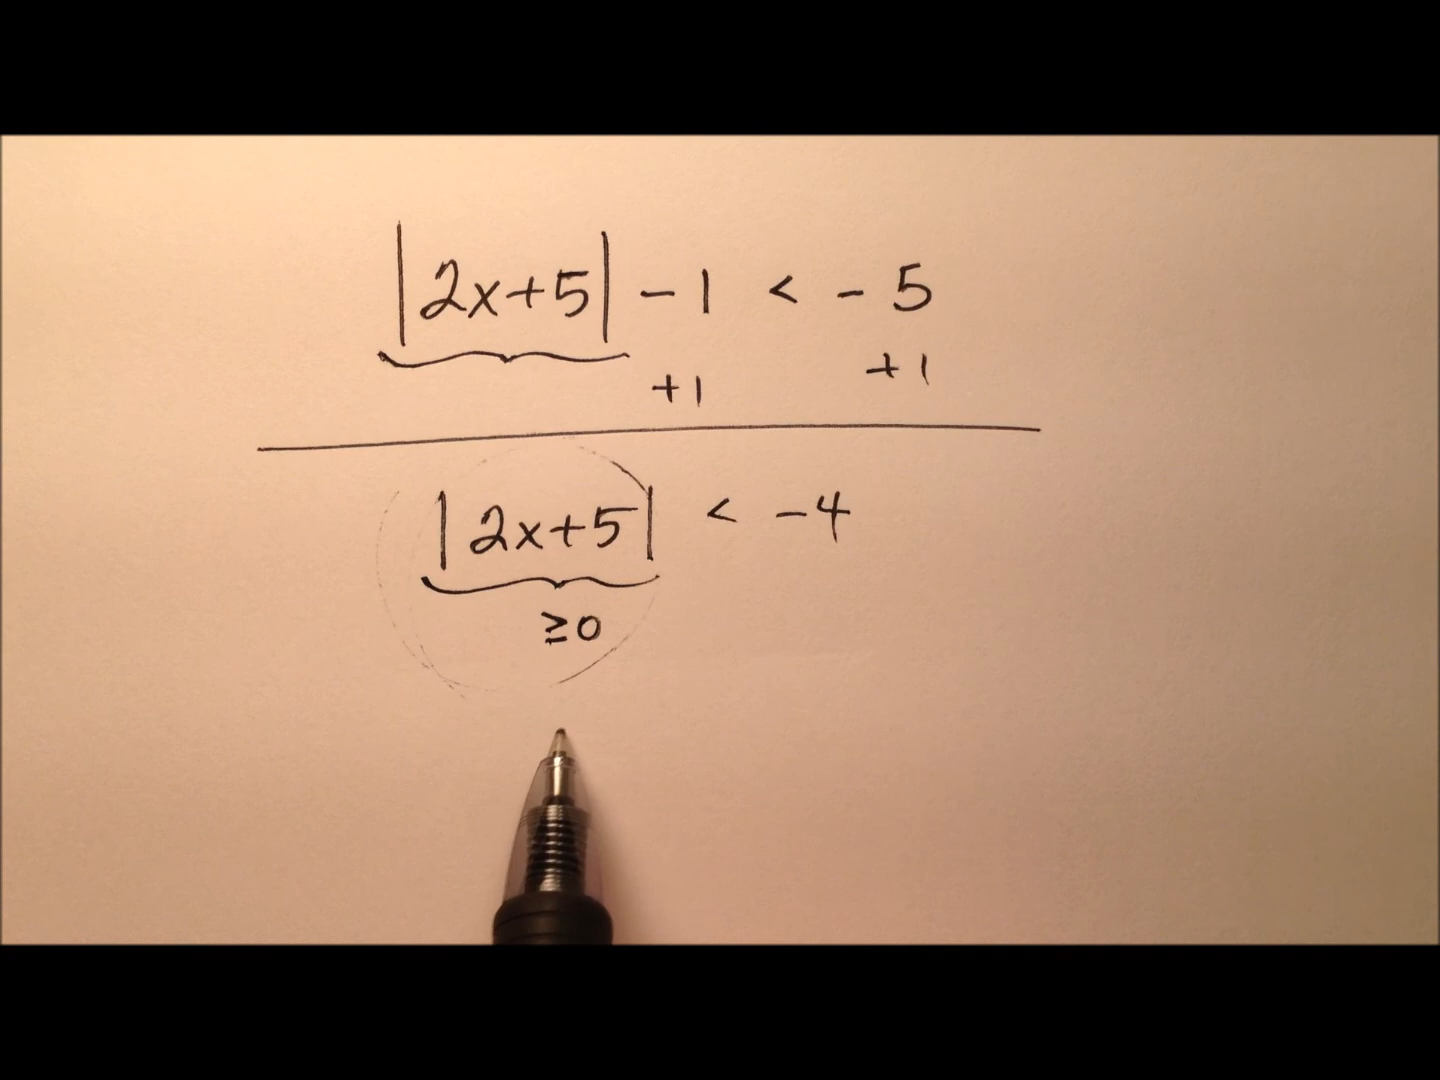 |2x+5| - 1 < - 5
+1 +1
|2x+5| < -4
≥0